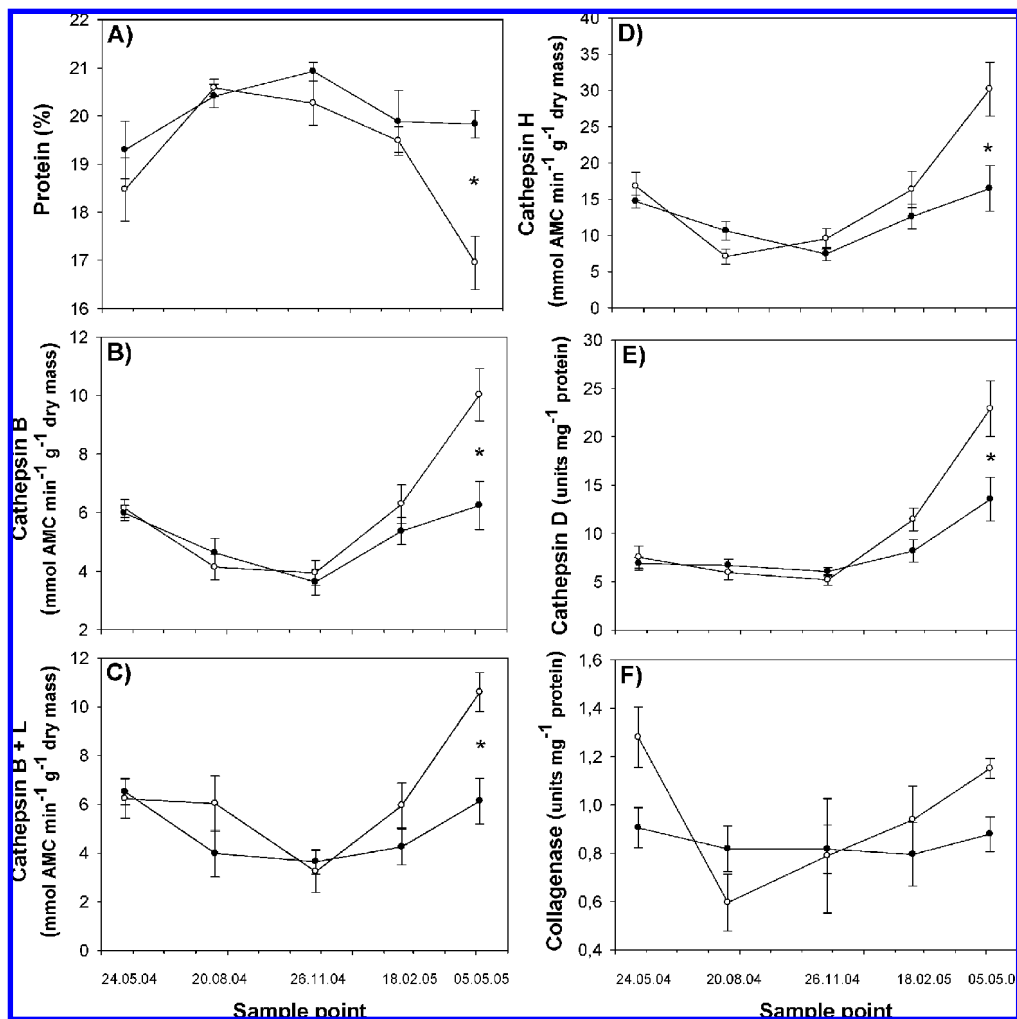 A)
Protein (%)
21
20
19
18
17
16
B)
Cathepsin B
(mmol AMC min⁻¹ g⁻¹ dry mass)
12
10
8
6
4
2
C)
Cathepsin B + L
(mmol AMC min⁻¹ g⁻¹ dry mass)
12
10
8
6
4
2
0
24.05.04 20.08.04 26.11.04 18.02.05 05.05.05
Sample point
D)
Cathepsin H
(mmol AMC min⁻¹ g⁻¹ dry mass)
40
35
30
25
20
15
10
5
0
E)
Cathepsin D (units mg⁻¹ protein)
30
25
20
15
10
5
0
F)
Collagenase (units mg⁻¹ protein)
1,6
1,4
1,2
1,0
0,8
0,6
0,4
24.05.04 20.08.04 26.11.04 18.02.05 05.05.0
Sample point
*
*
*
*
*